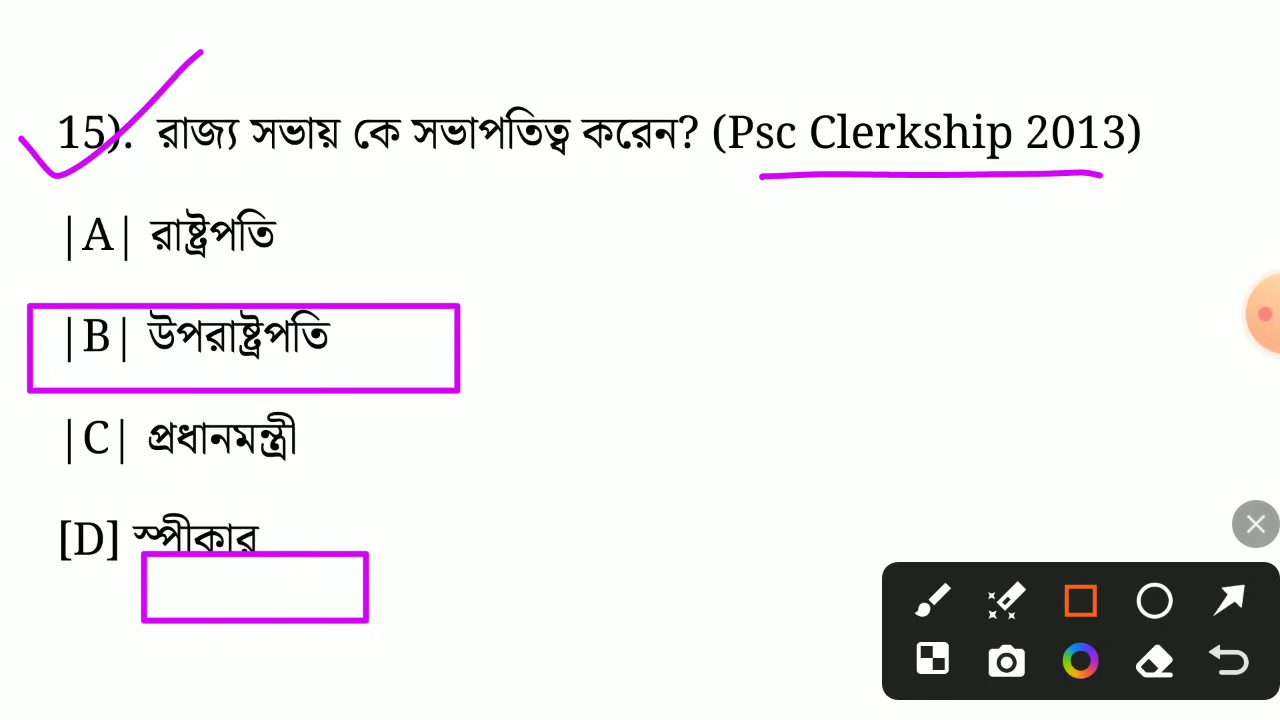 15). রাজ্য সভায় কে সভাপতিত্ব করেন? (Psc Clerkship 2013)
|A| রাষ্ট্রপতি
|B| উপরাষ্ট্রপতি
|C| প্রধানমন্ত্রী
[D] স্পীকার